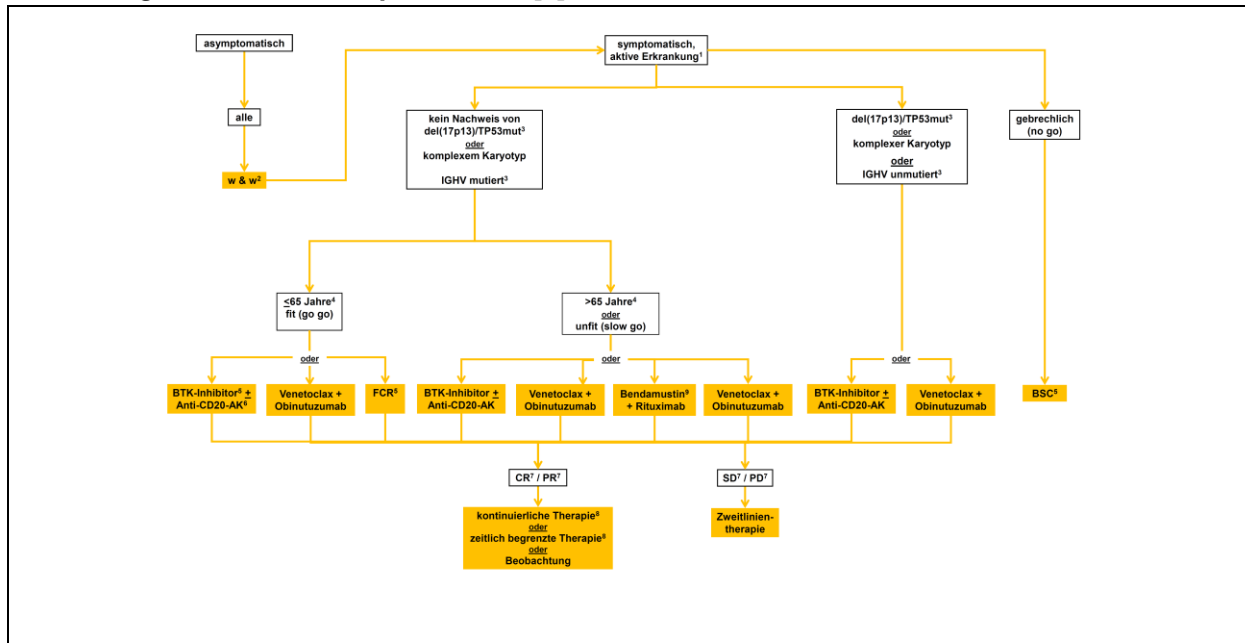 asymptomatisch
symptomatisch,
aktive Erkrankung¹
alle
w & w²
kein Nachweis von
del(17p13)/TP53mut³
oder
komplexem Karyotyp
IGHV mutiert³
del(17p13)/TP53mut³
oder
komplexer Karyotyp
oder
IGHV unmutiert³
gebrechlich
(no go)
≤65 Jahre⁴
fit (go go)
>65 Jahre⁴
oder
unfit (slow go)
oder
oder
oder
BTK-Inhibitor⁵ ±
Anti-CD20-AK⁶
Venetoclax +
Obinutuzumab
FCR⁵
BTK-Inhibitor ±
Anti-CD20-AK
Venetoclax +
Obinutuzumab
Bendamustin⁹
+ Rituximab
Venetoclax +
Obinutuzumab
BTK-Inhibitor ±
Anti-CD20-AK
Venetoclax +
Obinutuzumab
BSC⁵
CR⁷ / PR⁷
SD⁷ / PD⁷
kontinuierliche Therapie⁸
oder
zeitlich begrenzte Therapie⁸
oder
Beobachtung
Zweitlinien-
therapie